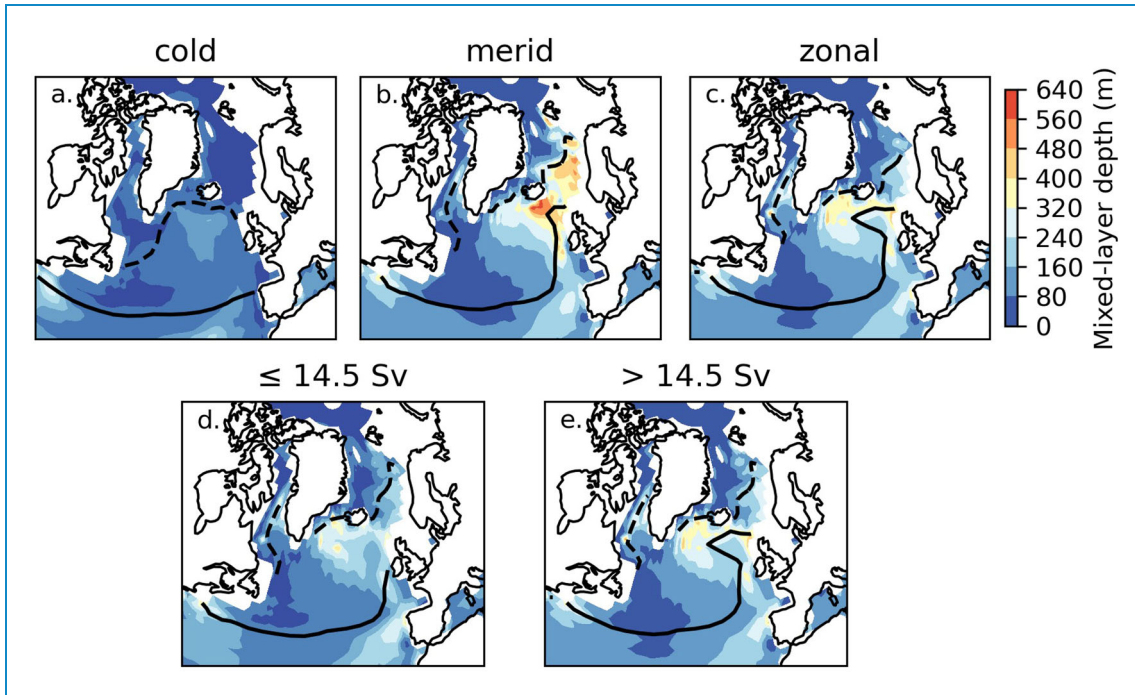 cold
merid
zonal
a.
b.
c.
640
560
480
400
320
240
160
80
0
Mixed-layer depth (m)
≤ 14.5 Sv
> 14.5 Sv
d.
e.